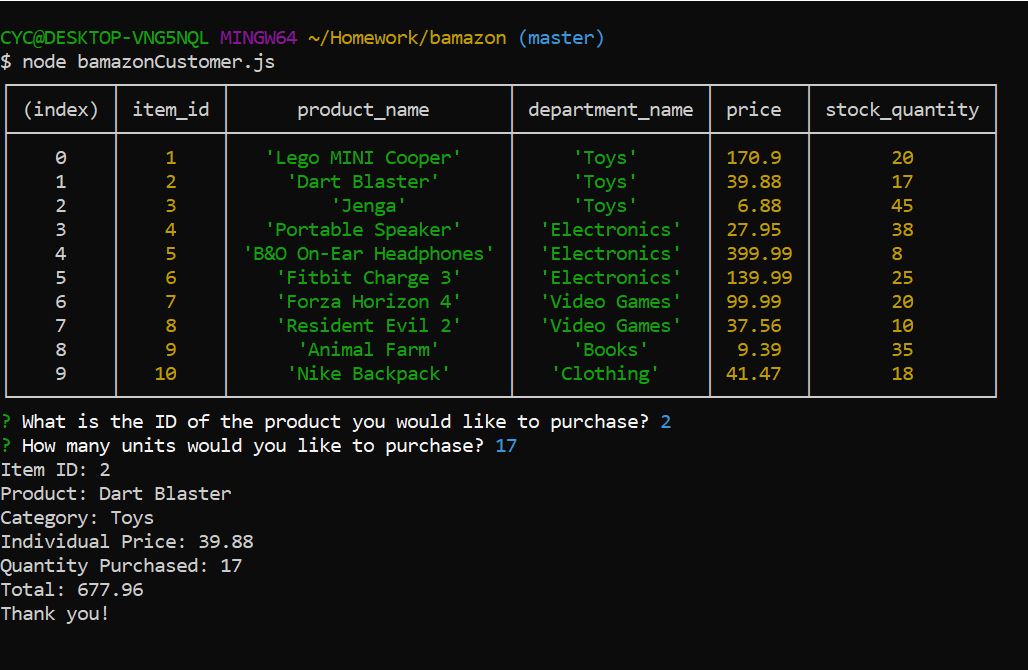 CYC@DESKTOP-VNG5NQL MINGW64 ~/Homework/bamazon (master)
$ node bamazonCustomer.js
(index) item_id product_name department_name price stock_quantity
0 1 'Lego MINI Cooper' 'Toys' 170.9 20
1 2 'Dart Blaster' 'Toys' 39.88 17
2 3 'Jenga' 'Toys' 6.88 45
3 4 'Portable Speaker' 'Electronics' 27.95 38
4 5 'B&O On-Ear Headphones' 'Electronics' 399.99 8
5 6 'Fitbit Charge 3' 'Electronics' 139.99 25
6 7 'Forza Horizon 4' 'Video Games' 99.99 20
7 8 'Resident Evil 2' 'Video Games' 37.56 10
8 9 'Animal Farm' 'Books' 9.39 35
9 10 'Nike Backpack' 'Clothing' 41.47 18
? What is the ID of the product you would like to purchase? 2
? How many units would you like to purchase? 17
Item ID: 2
Product: Dart Blaster
Category: Toys
Individual Price: 39.88
Quantity Purchased: 17
Total: 677.96
Thank you!